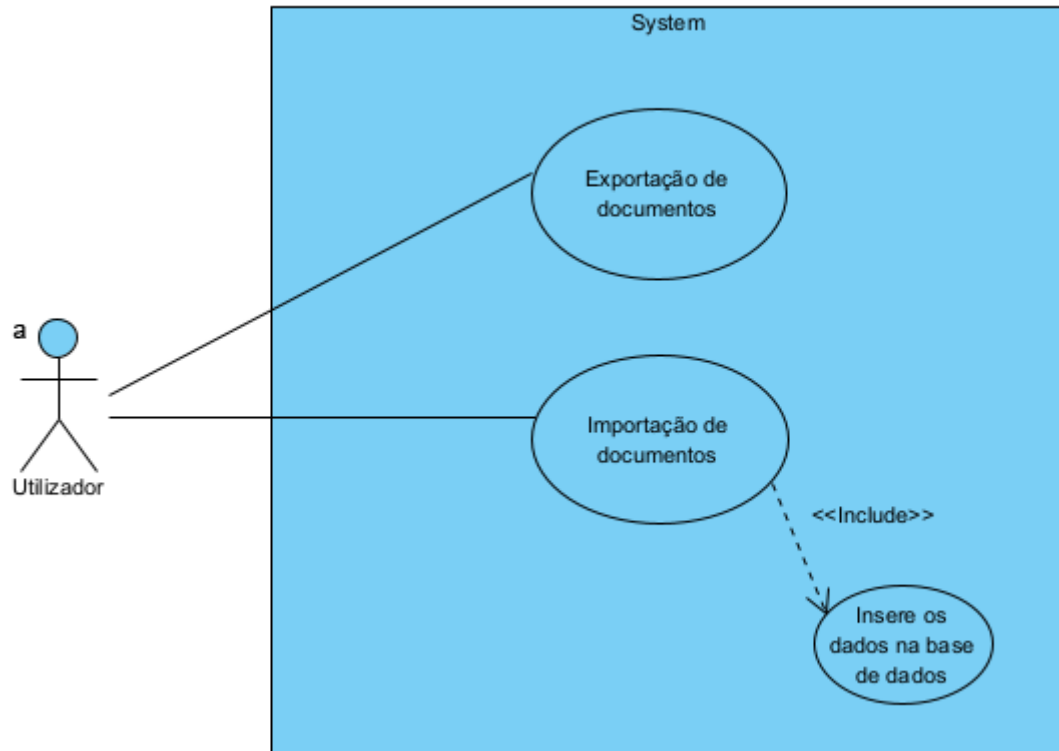 System
Exportação de
documentos
a
Utilizador
Importação de
documentos
<<Include>>
Insere os
dados na base
de dados